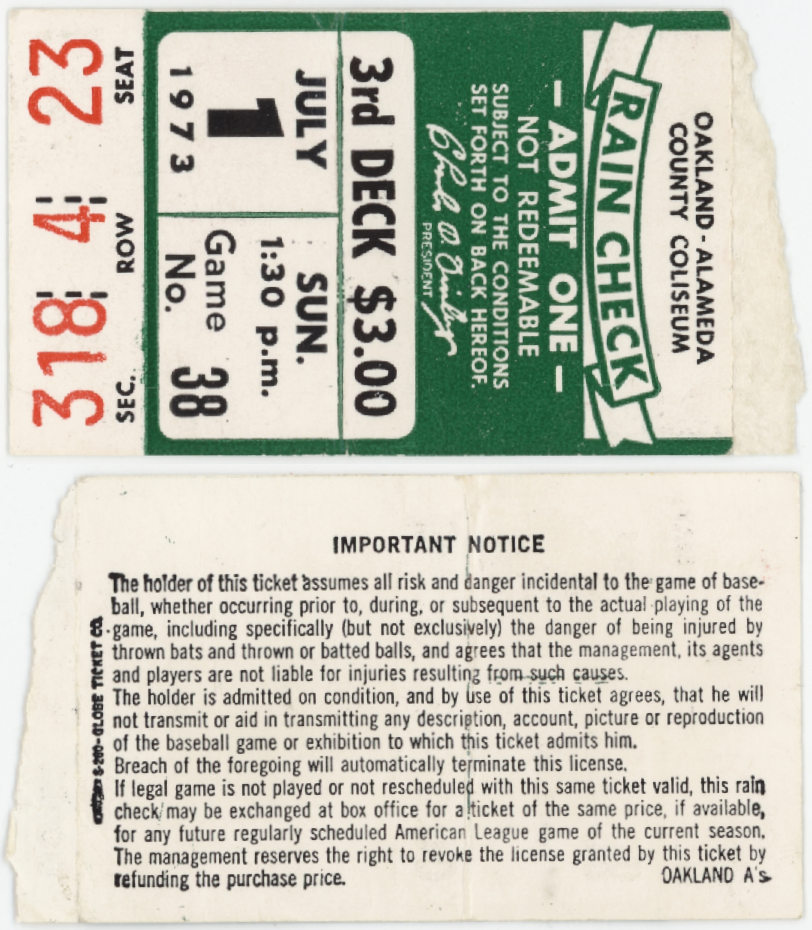 OAKLAND - ALAMEDA
COUNTY COLISEUM
RAIN CHECK
— ADMIT ONE —
NOT REDEEMABLE
SUBJECT TO THE CONDITIONS
SET FORTH ON BACK HEREOF.
Charles O. Finley
PRESIDENT
3rd DECK $3.00
JULY
1
1973
SUN.
1:30 p.m.
Game
No. 38
SEC. ROW SEAT
318 4 23
IMPORTANT NOTICE
The holder of this ticket assumes all risk and danger incidental to the game of base-
ball, whether occurring prior to, during, or subsequent to the actual playing of the
game, including specifically (but not exclusively) the danger of being injured by
thrown bats and thrown or batted balls, and agrees that the management, its agents
and players are not liable for injuries resulting from such causes.
The holder is admitted on condition, and by use of this ticket agrees, that he will
not transmit or aid in transmitting any description, account, picture or reproduction
of the baseball game or exhibition to which this ticket admits him.
Breach of the foregoing will automatically terminate this license.
If legal game is not played or not rescheduled with this same ticket valid, this rain
check may be exchanged at box office for a ticket of the same price, if available,
for any future regularly scheduled American League game of the current season.
The management reserves the right to revoke the license granted by this ticket by
refunding the purchase price.
OAKLAND A's
GLOBE TICKET CO.